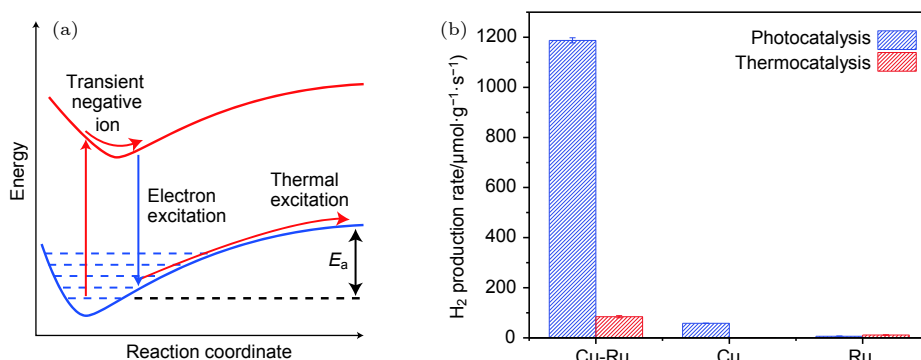 (a)
Transient
negative
ion
Electron
excitation
Thermal
excitation
Ea
Energy
Reaction coordinate
(b)
Photocatalysis
Thermocatalysis
H2 production rate/μmol·g−1·s−1
1200
1000
800
600
400
200
0
Cu-Ru
Cu
Ru